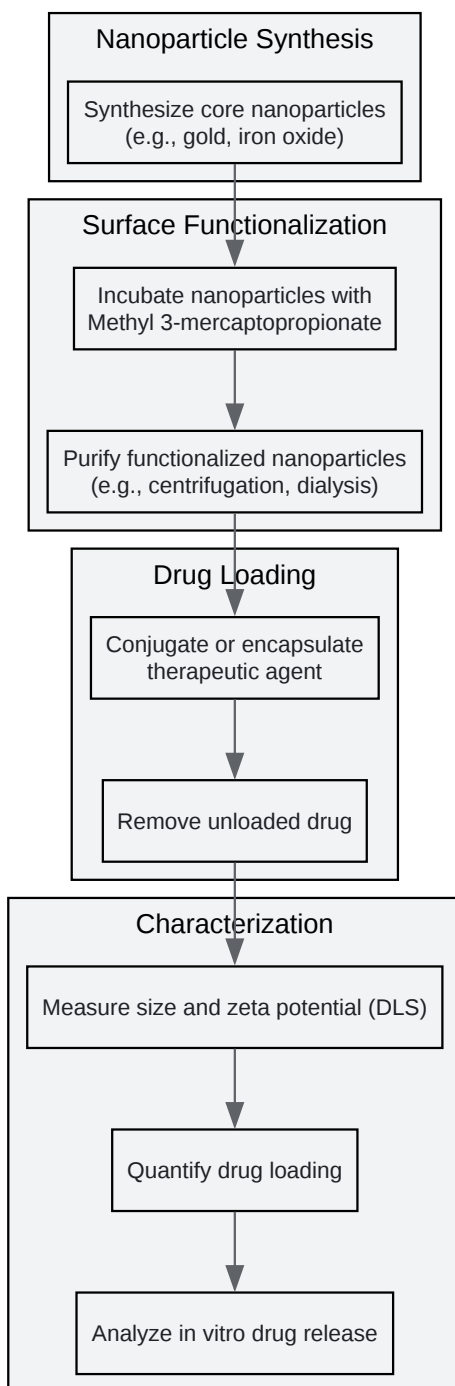 Nanoparticle Synthesis
Synthesize core nanoparticles
(e.g., gold, iron oxide)
Surface Functionalization
Incubate nanoparticles with
Methyl 3-mercaptopropionate
Purify functionalized nanoparticles
(e.g., centrifugation, dialysis)
Drug Loading
Conjugate or encapsulate
therapeutic agent
Remove unloaded drug
Characterization
Measure size and zeta potential (DLS)
Quantify drug loading
Analyze in vitro drug release